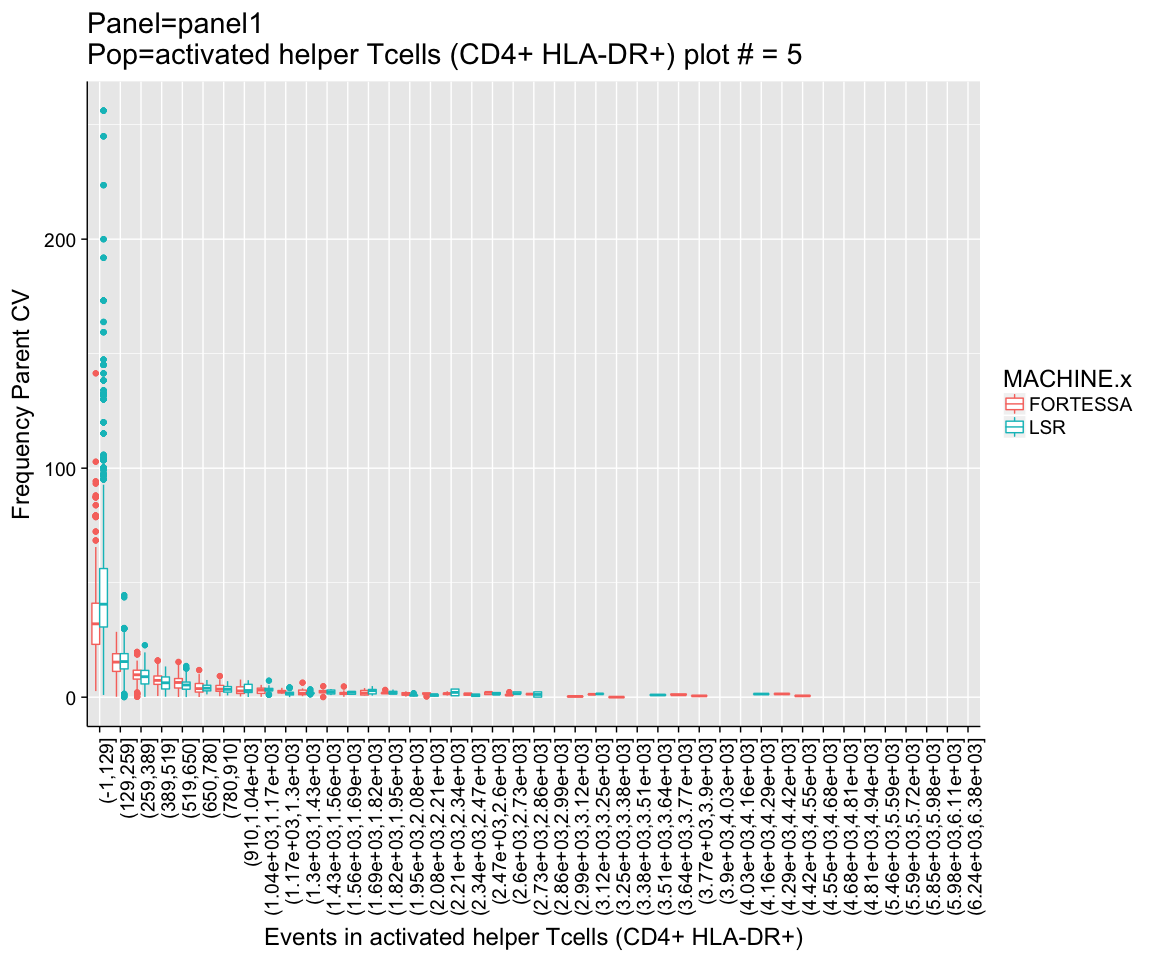 Panel=panel1
Pop=activated helper Tcells (CD4+ HLA-DR+) plot # = 5
Frequency Parent CV
200
100
0
MACHINE.x
FORTESSA
LSR
(-1,129]
(129,259]
(259,389]
(389,519]
(519,650]
(650,780]
(780,910]
(910,1.04e+03]
(1.04e+03,1.17e+03]
(1.17e+03,1.3e+03]
(1.3e+03,1.43e+03]
(1.43e+03,1.56e+03]
(1.56e+03,1.69e+03]
(1.69e+03,1.82e+03]
(1.82e+03,1.95e+03]
(1.95e+03,2.08e+03]
(2.08e+03,2.21e+03]
(2.21e+03,2.34e+03]
(2.34e+03,2.47e+03]
(2.47e+03,2.6e+03]
(2.6e+03,2.73e+03]
(2.73e+03,2.86e+03]
(2.86e+03,2.99e+03]
(2.99e+03,3.12e+03]
(3.12e+03,3.25e+03]
(3.25e+03,3.38e+03]
(3.38e+03,3.51e+03]
(3.51e+03,3.64e+03]
(3.64e+03,3.77e+03]
(3.77e+03,3.9e+03]
(3.9e+03,4.03e+03]
(4.03e+03,4.16e+03]
(4.16e+03,4.29e+03]
(4.29e+03,4.42e+03]
(4.42e+03,4.55e+03]
(4.55e+03,4.68e+03]
(4.68e+03,4.81e+03]
(4.81e+03,4.94e+03]
(5.46e+03,5.59e+03]
(5.59e+03,5.72e+03]
(5.85e+03,5.98e+03]
(5.98e+03,6.11e+03]
(6.24e+03,6.38e+03]
Events in activated helper Tcells (CD4+ HLA-DR+)